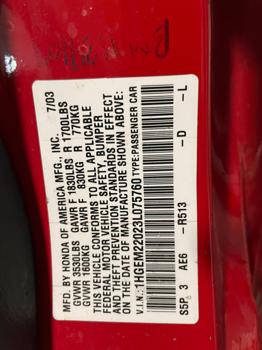 MFD. BY HONDA OF AMERICA MFG., INC. 7/03
GVWR 3530LBS GAWR F 1830LBS R 1700LBS
GVWR 1600KG GAWR F 830KG R 770KG
THIS VEHICLE CONFORMS TO ALL APPLICABLE
FEDERAL MOTOR VEHICLE SAFETY, BUMPER
AND THEFT PREVENTION STANDARDS IN EFFECT
ON THE DATE OF MANUFACTURE SHOWN ABOVE.
V.I.N.: 1HGEM22023L075760 TYPE: PASSENGER CAR
S5P 3 AE6 -R513 -D -L